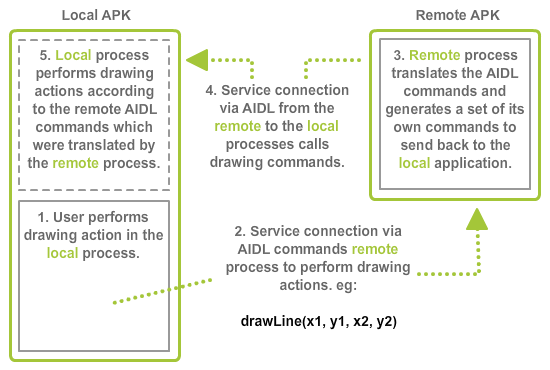 Local APK
Remote APK
5. Local process
performs drawing
actions according
to the remote AIDL
commands which
were translated by
the remote process.
4. Service connection
via AIDL from the
remote to the local
processes calls
drawing commands.
3. Remote process
translates the AIDL
commands and
generates a set of its
own commands to
send back to the
local application.
1. User performs
drawing action in the
local process.
2. Service connection via
AIDL commands remote
process to perform drawing
actions. eg:
drawLine(x1, y1, x2, y2)